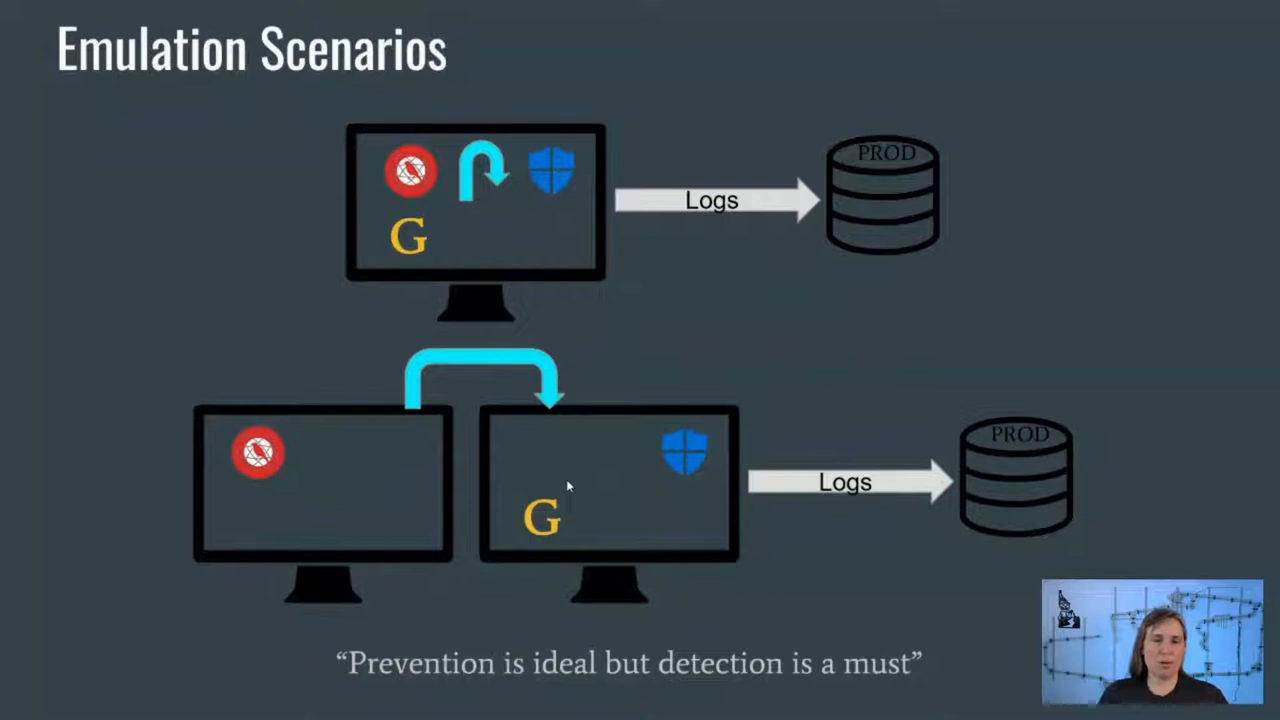 Emulation Scenarios
PROD
Logs
G
PROD
Logs
G
“Prevention is ideal but detection is a must”